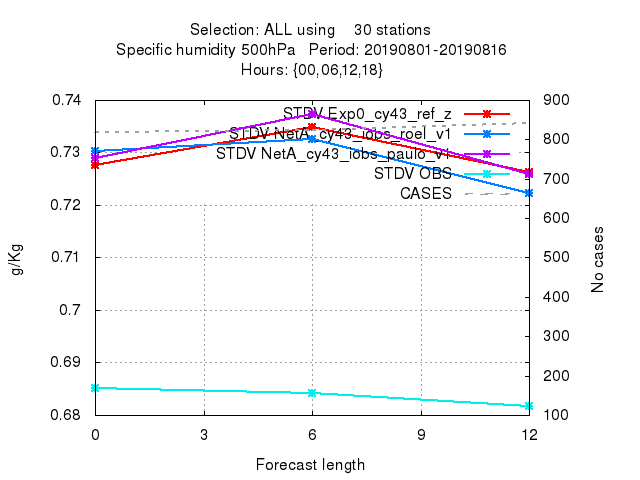 Selection: ALL using    30 stations
Specific humidity 500hPa   Period: 20190801-20190816
Hours: {00,06,12,18}
0.74
0.73
0.72
0.71
0.7
0.69
0.68
900
800
700
600
500
400
300
200
100
STDV Exp0_cy43_ref_z
STDV NetA_cy43_iobs_roel_v1
STDV NetA_cy43_iobs_paulo_v1
STDV OBS
CASES
g/Kg
No cases
0 3 6 9 12
Forecast length